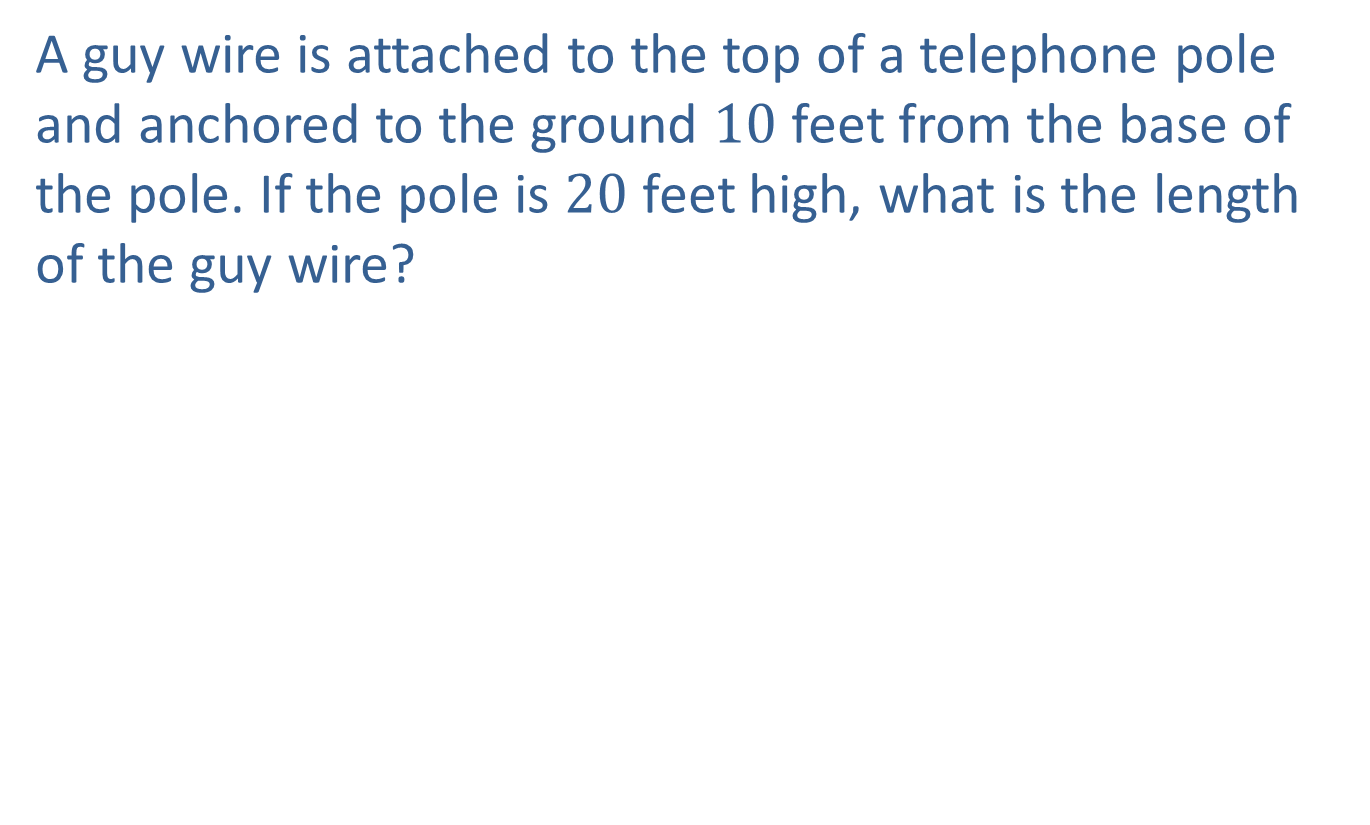 A guy wire is attached to the top of a telephone pole
and anchored to the ground 10 feet from the base of
the pole. If the pole is 20 feet high, what is the length
of the guy wire?